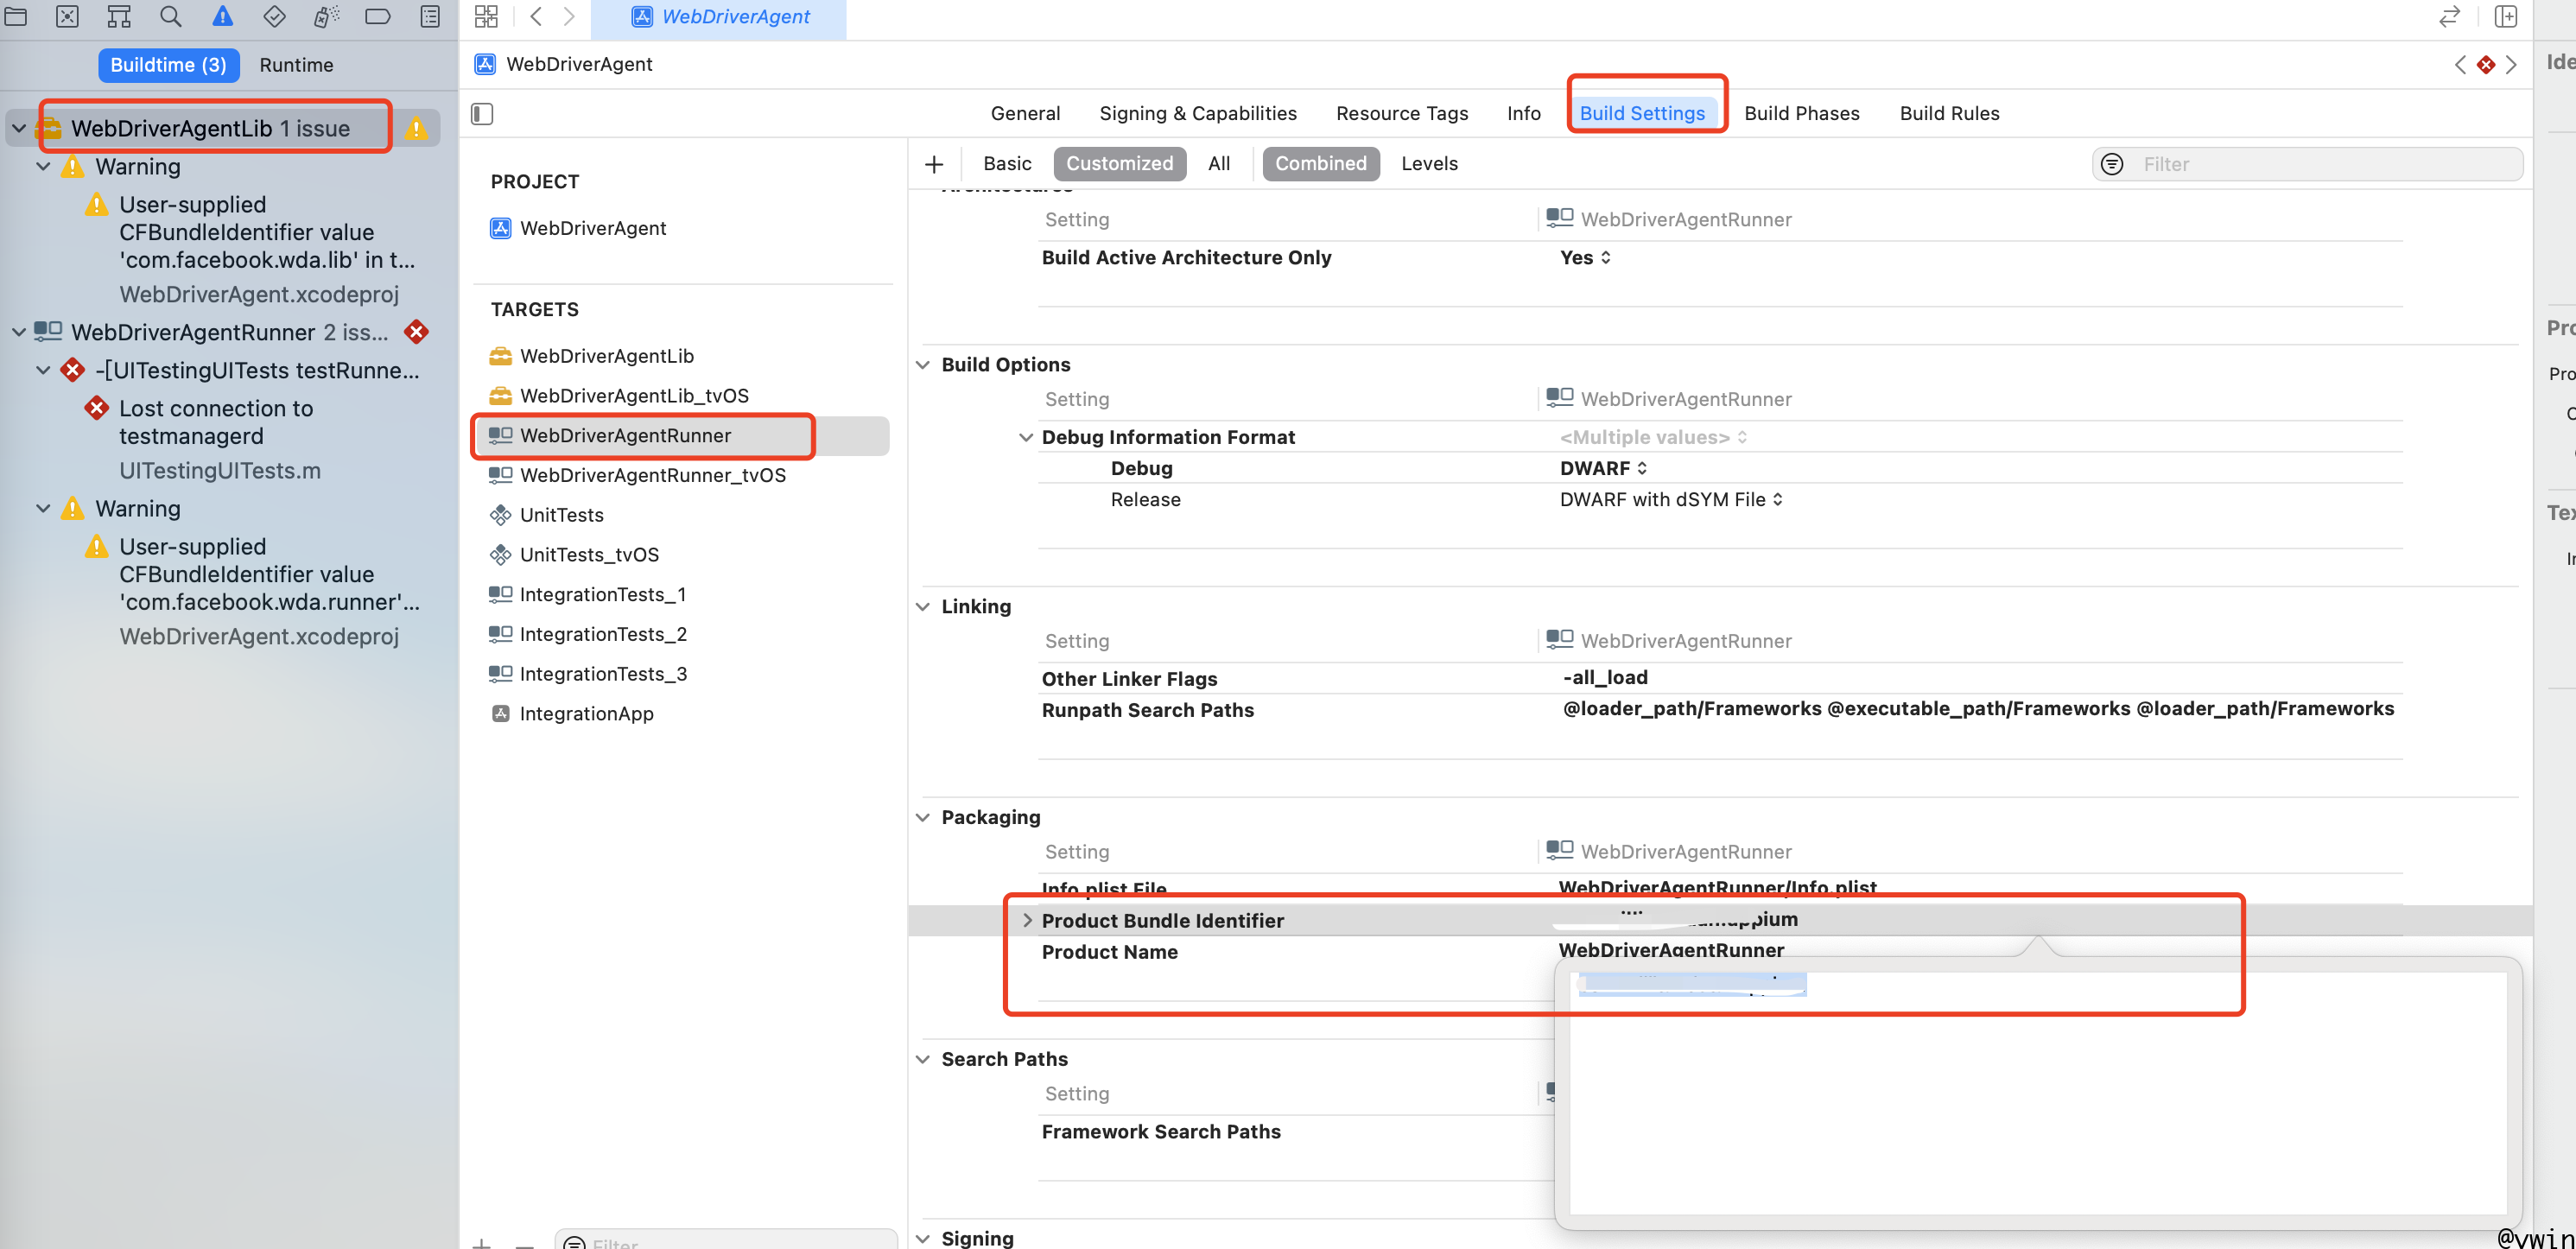 WebDriverAgent
Buildtime (3)
Runtime
WebDriverAgent
Ide
WebDriverAgentLib 1 issue
General
Signing & Capabilities
Resource Tags
Info
Build Settings
Build Phases
Build Rules
Warning
User-supplied
CFBundleIdentifier value
'com.facebook.wda.lib' in t...
WebDriverAgent.xcodeproj
WebDriverAgentRunner 2 iss...
-[UITestingUITests testRunne...
Lost connection to
testmanagerd
UITestingUITests.m
Warning
User-supplied
CFBundleIdentifier value
'com.facebook.wda.runner'...
WebDriverAgent.xcodeproj
PROJECT
WebDriverAgent
TARGETS
WebDriverAgentLib
WebDriverAgentLib_tvOS
WebDriverAgentRunner
WebDriverAgentRunner_tvOS
UnitTests
UnitTests_tvOS
IntegrationTests_1
IntegrationTests_2
IntegrationTests_3
IntegrationApp
Filter
Basic
Customized
All
Combined
Levels
Filter
Architectures
Setting
WebDriverAgentRunner
Build Active Architecture Only
Yes
Build Options
Setting
WebDriverAgentRunner
Debug Information Format
<Multiple values>
Debug
DWARF
Release
DWARF with dSYM File
Linking
Setting
WebDriverAgentRunner
Other Linker Flags
-all_load
Runpath Search Paths
@loader_path/Frameworks @executable_path/Frameworks @loader_path/Frameworks
Packaging
Setting
WebDriverAgentRunner
Info.plist File
WebDriverAgentRunner/Info.plist
Product Bundle Identifier
Product Name
WebDriverAgentRunner
Search Paths
Setting
Framework Search Paths
Signing
Pro
Pro
Tex
@vwin